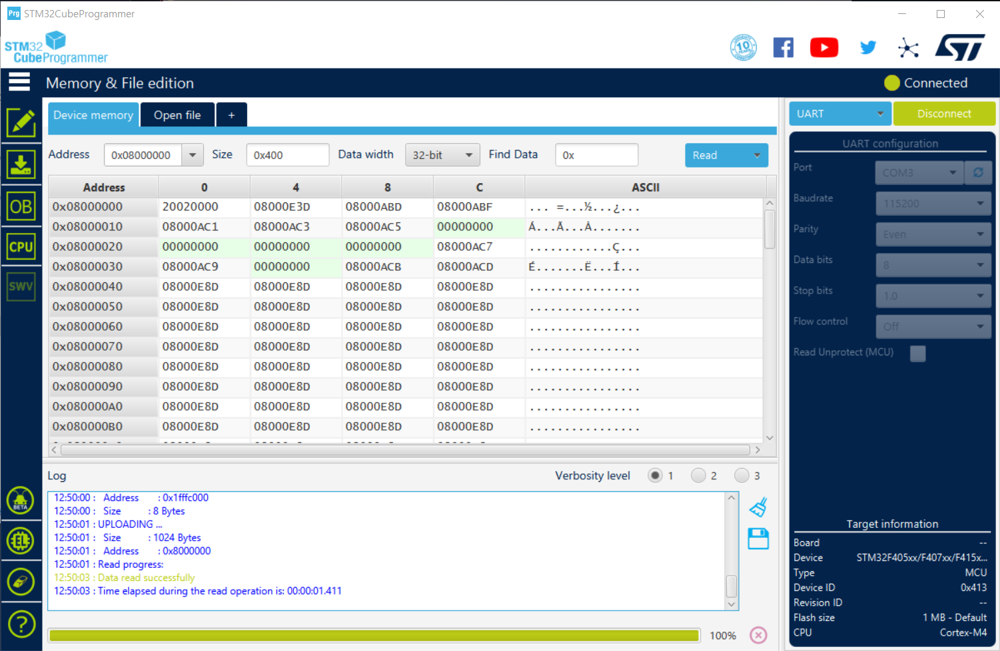 Prg STM32CubeProgrammer
STM32
CubeProgrammer
10
Memory & File edition
Connected
Device memory Open file +
UART Disconnect
Address 0x08000000 Size 0x400 Data width 32-bit Find Data 0x Read
Address 0 4 8 C ASCII
0x08000000 20020000 08000E3D 08000ABD 08000ABF ... =...½...¿...
0x08000010 08000AC1 08000AC3 08000AC5 00000000 Á...Ã...Å.......
0x08000020 00000000 00000000 00000000 08000AC7 ............Ç...
0x08000030 08000AC9 00000000 08000ACB 08000ACD É.......Ë...Í...
0x08000040 08000E8D 08000E8D 08000E8D 08000E8D ................
0x08000050 08000E8D 08000E8D 08000E8D 08000E8D ................
0x08000060 08000E8D 08000E8D 08000E8D 08000E8D ................
0x08000070 08000E8D 08000E8D 08000E8D 08000E8D ................
0x08000080 08000E8D 08000E8D 08000E8D 08000E8D ................
0x08000090 08000E8D 08000E8D 08000E8D 08000E8D ................
0x080000A0 08000E8D 08000E8D 08000E8D 08000E8D ................
0x080000B0 08000E8D 08000E8D 08000E8D 08000E8D ................
OB
CPU
SWV
BETA
?
Log
Verbosity level 1 2 3
12:50:00 : Address : 0x1fffc000
12:50:00 : Size : 8 Bytes
12:50:01 : UPLOADING ...
12:50:01 : Size : 1024 Bytes
12:50:01 : Address : 0x8000000
12:50:01 : Read progress:
12:50:03 : Data read successfully
12:50:03 : Time elapsed during the read operation is: 00:00:01.411
100%
UART configuration
Port COM3
Baudrate 115200
Parity Even
Data bits 8
Stop bits 1.0
Flow control Off
Read Unprotect (MCU)
Target information
Board --
Device STM32F405xx/F407xx/F415x...
Type MCU
Device ID 0x413
Revision ID --
Flash size 1 MB - Default
CPU Cortex-M4